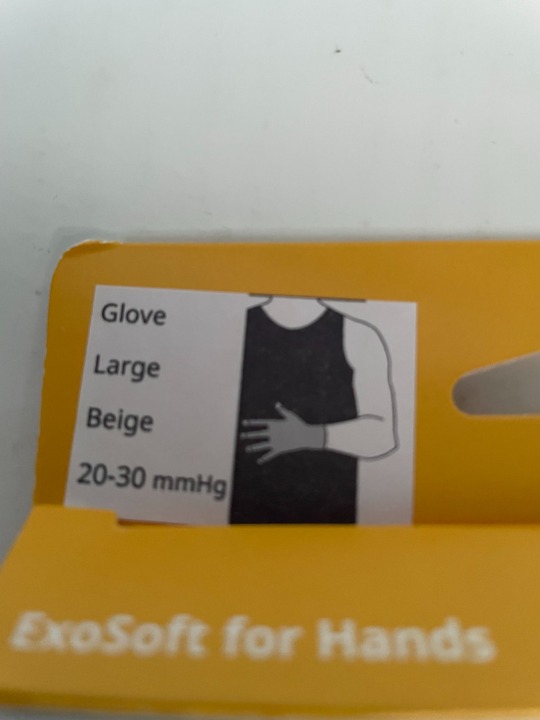 Glove
Large
Beige
20-30 mmHg
ExoSoft for Hands